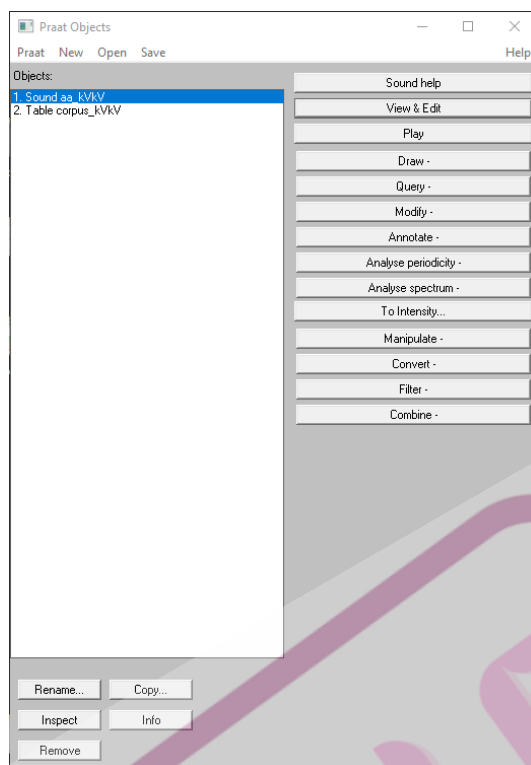 Praat Objects
Praat New Open Save Help
Objects:
1. Sound aa_kVkV
2. Table corpus_kVkV
Sound help
View & Edit
Play
Draw -
Query -
Modify -
Annotate -
Analyse periodicity -
Analyse spectrum -
To Intensity...
Manipulate -
Convert -
Filter -
Combine -
Rename... Copy...
Inspect Info
Remove